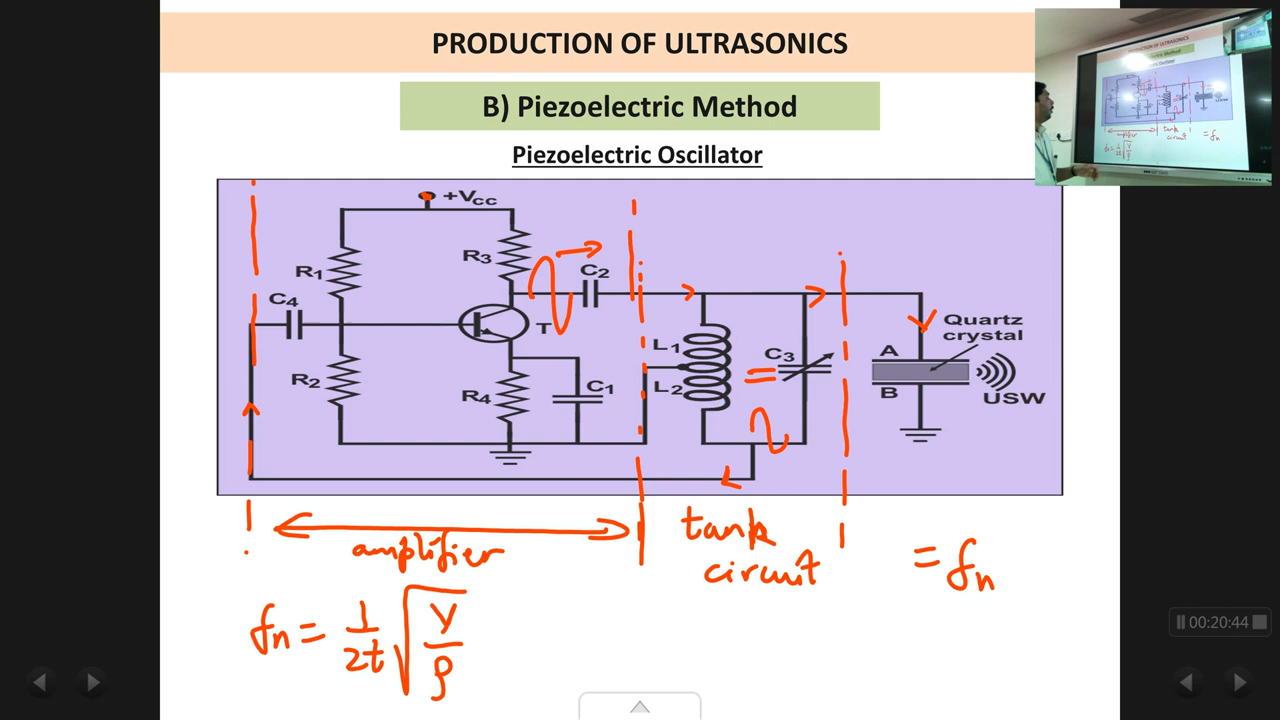 PRODUCTION OF ULTRASONICS
B) Piezoelectric Method
Piezoelectric Oscillator
+Vcc
R3
C2
R1
C4
T
L1
C3
Quartz
crystal
A
R2
R4
C1
L2
=
B
USW
amplifier
tank
circuit
= fn
fn = 1/2t √Y/ρ
00:20:44